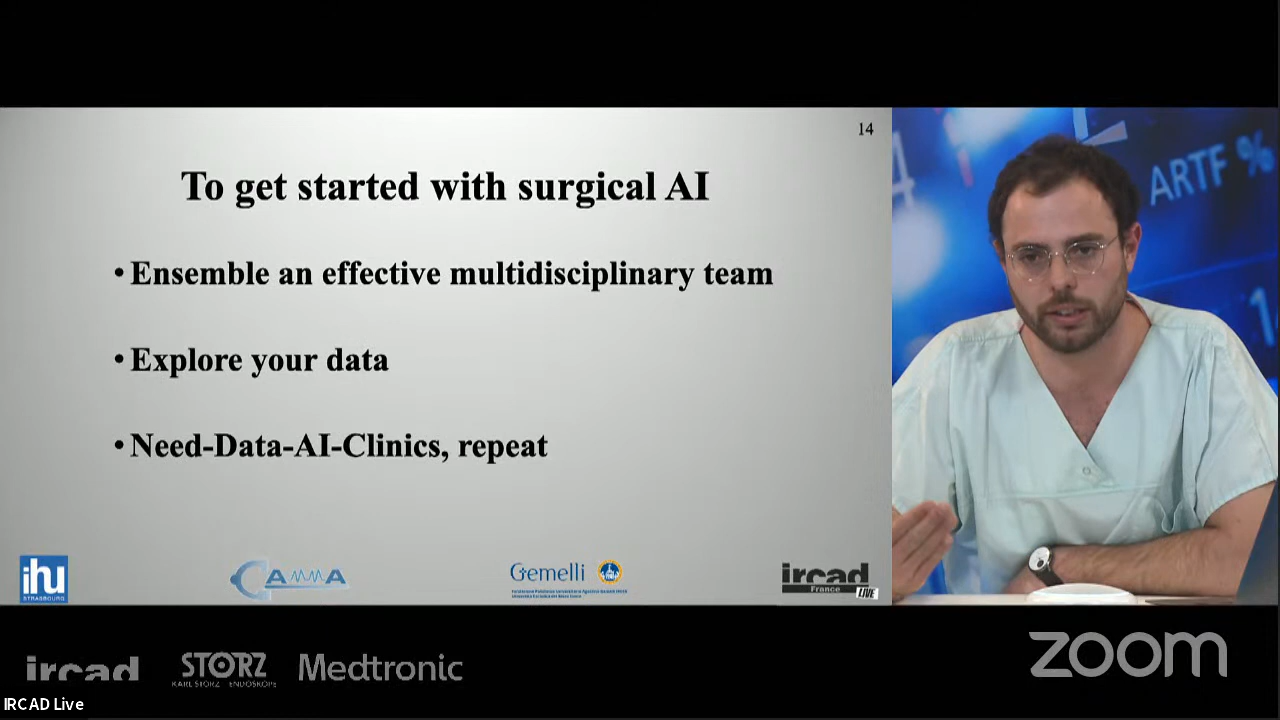 14
To get started with surgical AI
• Ensemble an effective multidisciplinary team
• Explore your data
• Need-Data-AI-Clinics, repeat
ihu
STRASBOURG
CAMMA
Gemelli
ircad
France
LIVE
ARTF %
ircad
STORZ
KARL STORZ - ENDOSKOPE
Medtronic
zoom
IRCAD Live